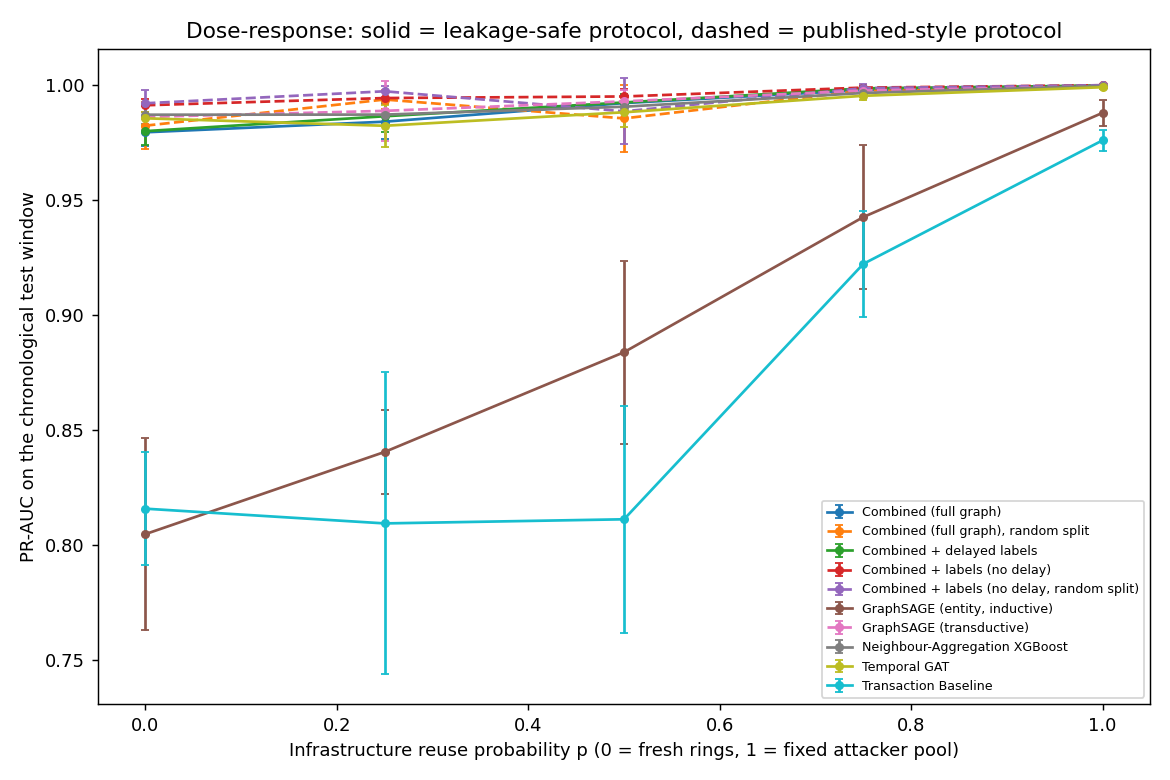 Dose-response: solid = leakage-safe protocol, dashed = published-style protocol
PR-AUC on the chronological test window
1.00
0.95
0.90
0.85
0.80
0.75
0.0
0.2
0.4
0.6
0.8
1.0
Infrastructure reuse probability p (0 = fresh rings, 1 = fixed attacker pool)
Combined (full graph)
Combined (full graph), random split
Combined + delayed labels
Combined + labels (no delay)
Combined + labels (no delay, random split)
GraphSAGE (entity, inductive)
GraphSAGE (transductive)
Neighbour-Aggregation XGBoost
Temporal GAT
Transaction Baseline